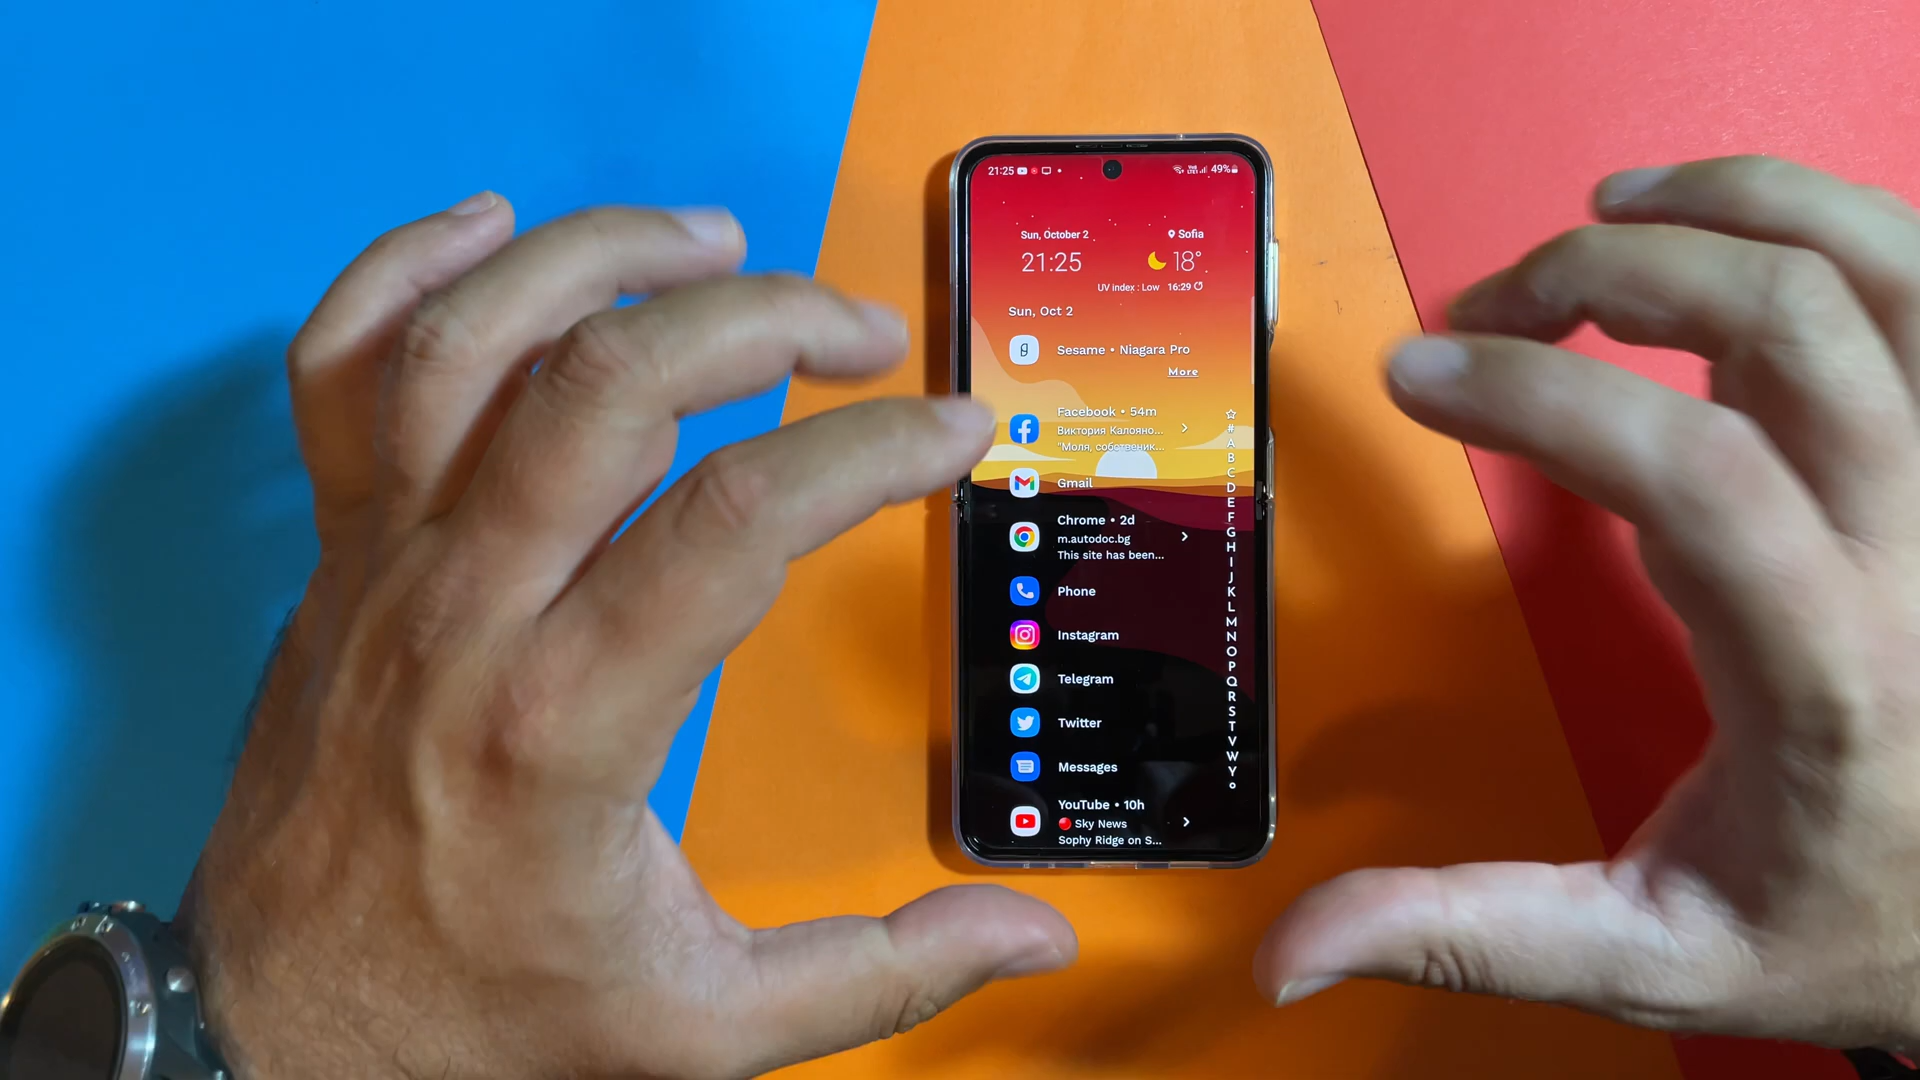 21:25
49%
Sun, October 2
Sofia
21:25
18°
UV index : Low 16:29
Sun, Oct 2
Sesame • Niagara Pro
More
Facebook • 54m
Виктория Калояно...
"Моля, собственик...
Gmail
Chrome • 2d
m.autodoc.bg
This site has been...
Phone
Instagram
Telegram
Twitter
Messages
YouTube • 10h
Sky News
Sophy Ridge on S...
#
A
B
C
D
E
F
G
H
I
J
K
L
M
N
O
P
Q
R
S
T
V
W
Y